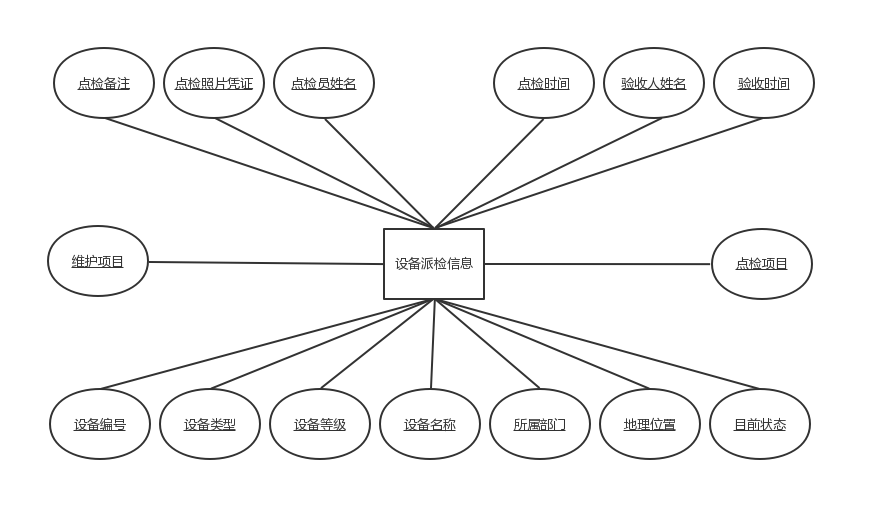 点检备注
点检照片凭证
点检员姓名
点检时间
验收人姓名
验收时间
维护项目
设备派检信息
点检项目
设备编号
设备类型
设备等级
设备名称
所属部门
地理位置
目前状态